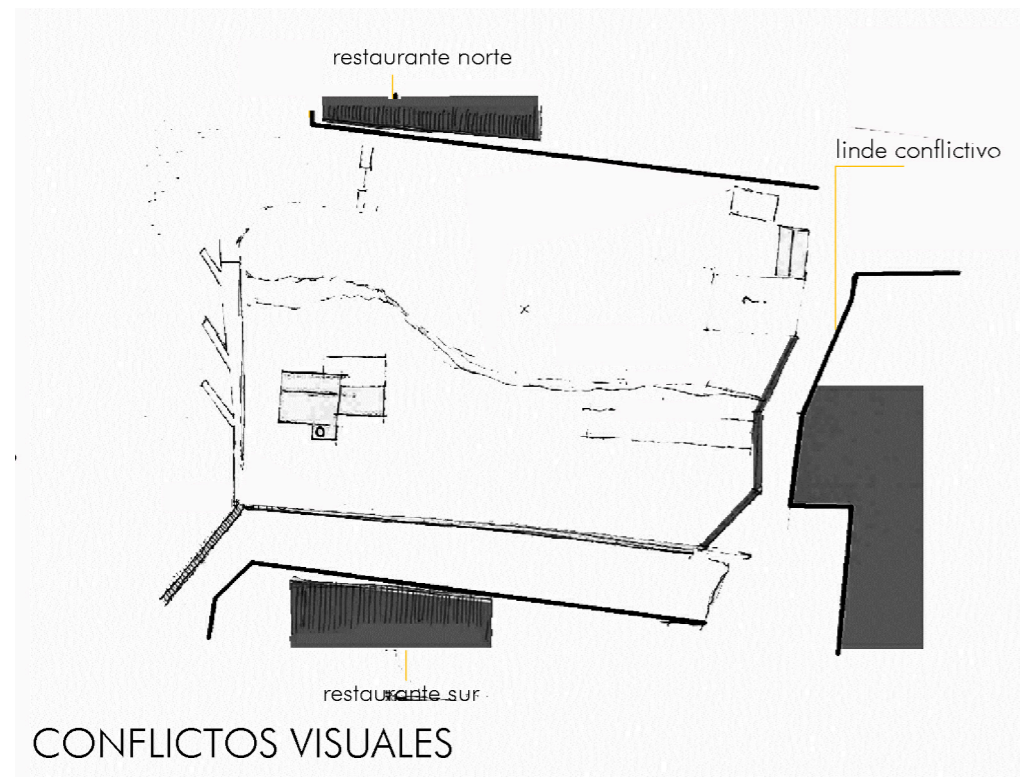 restaurante norte
linde conflictivo
?
restaurante sur
CONFLICTOS VISUALES